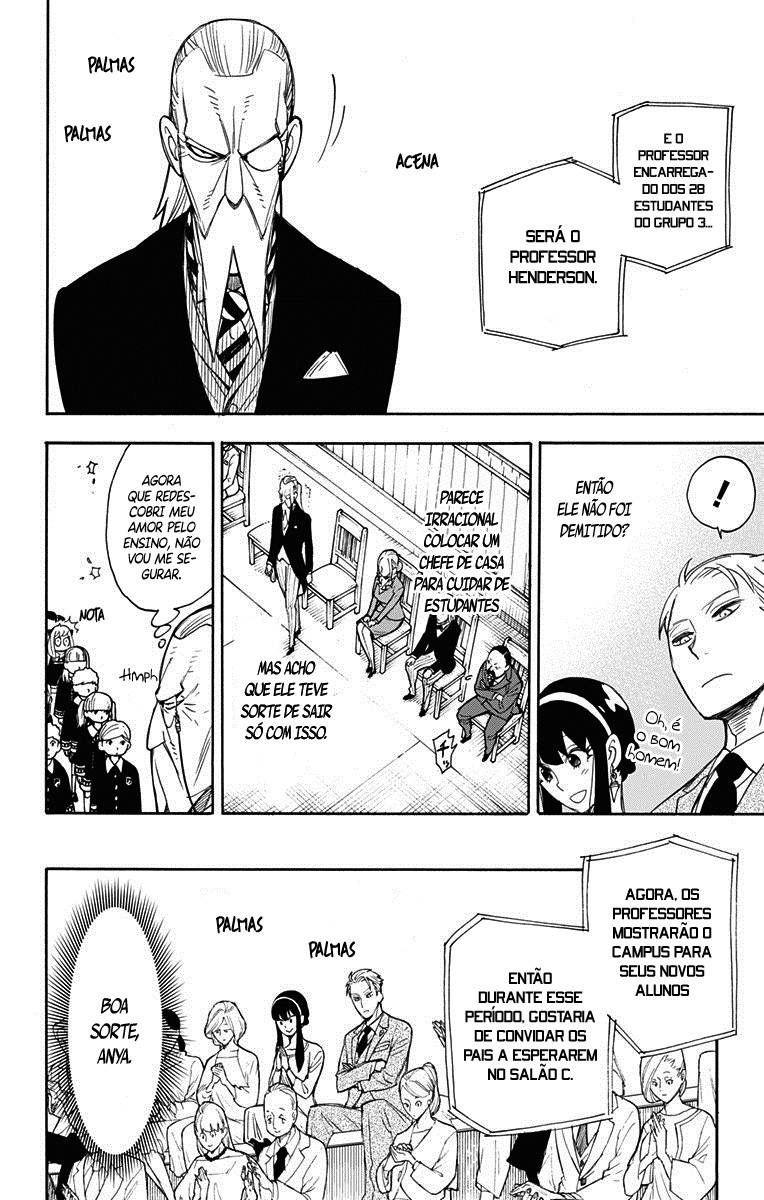 E O
PROFESSOR
ENCARREGA-
DO DOS 28
ESTUDANTES
DO GRUPO 3...
SERÁ O
PROFESSOR
HENDERSON.
ACENA
PALMAS
PALMAS
!
ENTÃO
ELE NÃO FOI
DEMITIDO?
Oh, é
o bom
homem!
PARECE
IRRACIONAL
COLOCAR UM
CHEFE DE CASA
PARA CUIDAR DE
ESTUDANTES
MAS ACHO
QUE ELE TEVE
SORTE DE SAIR
SÓ COM ISSO.
AGORA
QUE REDES-
COBRI MEU
AMOR PELO
ENSINO, NÃO
VOU ME SE-
GURAR.
NOTA
Hmph
AGORA, OS
PROFESSORES
MOSTRARÃO O
CAMPUS PARA
SEUS NOVOS
ALUNOS
ENTÃO
DURANTE ESSE
PERÍODO, GOSTARIA
DE CONVIDAR OS
PAIS A ESPERAREM
NO SALÃO C.
PALMAS
PALMAS
BOA
SORTE,
ANYA.